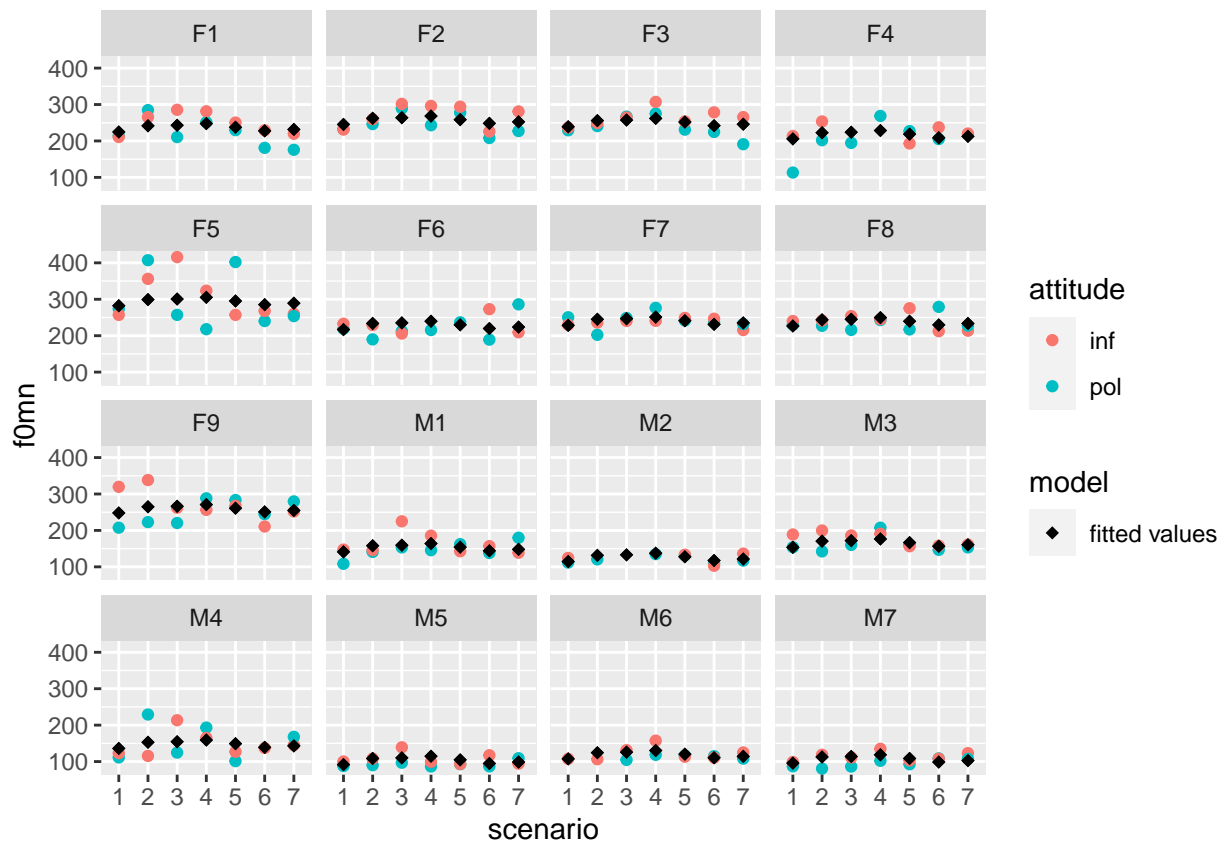 F1 F2 F3 F4
400
300
200
100
F5 F6 F7 F8
400
300
200
100
F9 M1 M2 M3
400
300
200
100
M4 M5 M6 M7
400
300
200
100
1 2 3 4 5 6 7 1 2 3 4 5 6 7 1 2 3 4 5 6 7 1 2 3 4 5 6 7
scenario
f0mn
attitude
inf
pol
model
fitted values